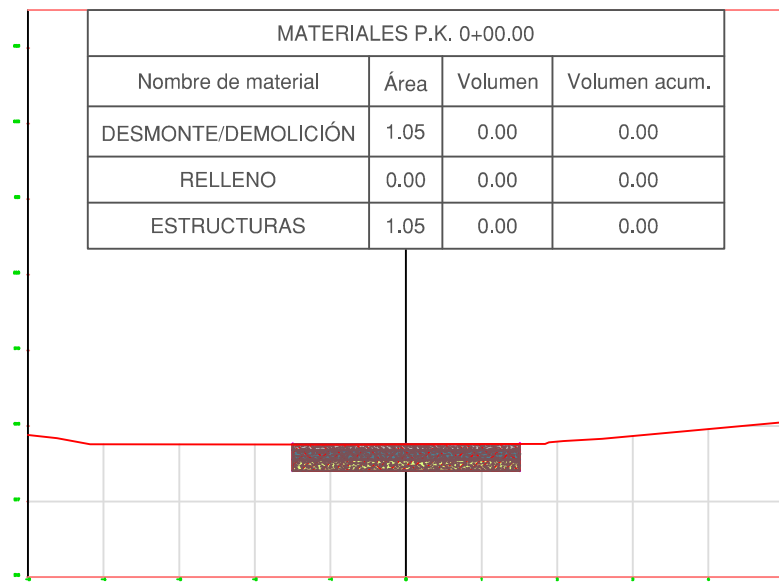 MATERIALES P.K. 0+00.00
Nombre de material Área Volumen Volumen acum.
DESMONTE/DEMOLICIÓN 1.05 0.00 0.00
RELLENO 0.00 0.00 0.00
ESTRUCTURAS 1.05 0.00 0.00